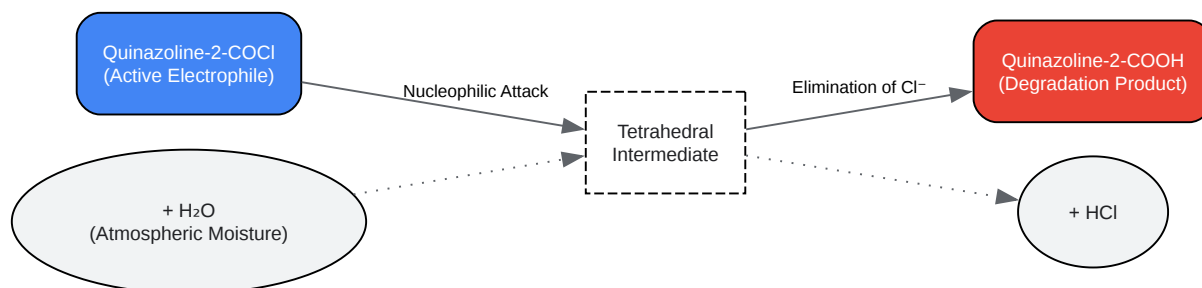 Quinazoline-2-COCl
(Active Electrophile)
Nucleophilic Attack
+ H₂O
(Atmospheric Moisture)
Tetrahedral
Intermediate
Elimination of Cl⁻
Quinazoline-2-COOH
(Degradation Product)
+ HCl